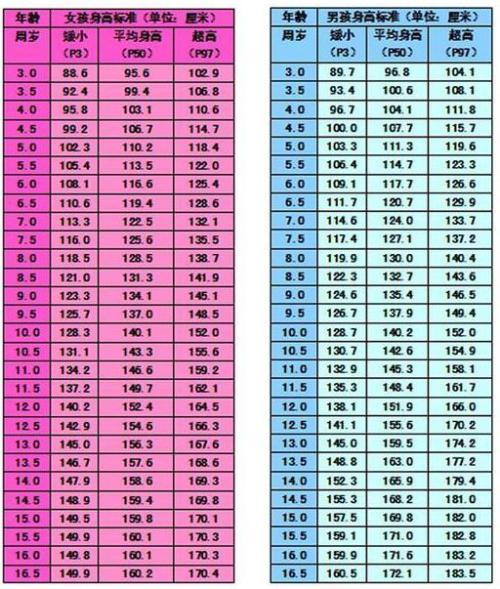 年龄 女孩身高标准（单位：厘米）
周岁 矮小（P3） 平均身高（P50） 超高（P97）
3.0 88.6 95.6 102.9
3.5 92.4 99.4 106.8
4.0 95.8 103.1 110.6
4.5 99.2 106.7 114.7
5.0 102.3 110.2 118.4
5.5 105.4 113.5 122.0
6.0 108.1 116.6 125.4
6.5 110.6 119.4 128.6
7.0 113.3 122.5 132.1
7.5 116.0 125.6 135.5
8.0 118.5 128.5 138.7
8.5 121.0 131.3 141.9
9.0 123.3 134.1 145.1
9.5 125.7 137.0 148.5
10.0 128.3 140.1 152.0
10.5 131.1 143.3 155.6
11.0 134.2 146.6 159.2
11.5 137.2 149.7 162.1
12.0 140.2 152.4 164.5
12.5 142.9 154.6 166.3
13.0 145.0 156.3 167.6
13.5 146.7 157.6 168.6
14.0 147.9 158.6 169.3
14.5 148.9 159.4 169.8
15.0 149.5 159.8 170.1
15.5 149.9 160.1 170.3
16.0 149.8 160.1 170.3
16.5 149.9 160.2 170.4
年龄 男孩身高标准（单位：厘米）
周岁 矮小（P3） 平均身高（P50） 超高（P97）
3.0 89.7 96.8 104.1
3.5 93.4 100.6 108.1
4.0 96.7 104.1 111.8
4.5 100.0 107.7 115.7
5.0 103.3 111.3 119.6
5.5 106.4 114.7 123.3
6.0 109.1 117.7 126.6
6.5 111.7 120.7 129.9
7.0 114.6 124.0 133.7
7.5 117.4 127.1 137.2
8.0 119.9 130.0 140.4
8.5 122.3 132.7 143.6
9.0 124.6 135.4 146.5
9.5 126.7 137.9 149.4
10.0 128.7 140.2 152.0
10.5 130.7 142.6 154.9
11.0 132.9 145.3 158.1
11.5 135.3 148.4 161.7
12.0 138.1 151.9 166.0
12.5 141.1 155.6 170.2
13.0 145.0 159.5 174.2
13.5 148.8 163.0 177.2
14.0 152.3 165.9 179.4
14.5 155.3 168.2 181.0
15.0 157.5 169.8 182.0
15.5 159.1 171.0 182.8
16.0 159.9 171.6 183.2
16.5 160.5 172.1 183.5